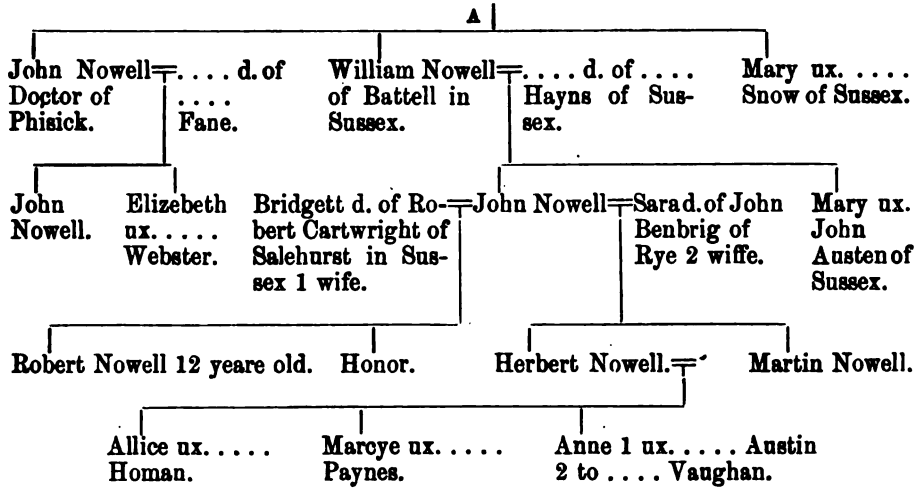 A
John Nowell=. . . . d. of
Doctor of . . . .
Phisick. Fane.
William Nowell=. . . . d. of . . . .
of Battell in Hayns of Sus-
Sussex. sex.
Mary ux. . . . .
Snow of Sussex.
John
Nowell.
Elizebeth
ux. . . . .
Webster.
Bridgett d. of Ro-
bert Cartwright of
Salehurst in Sus-
sex 1 wife.
=John Nowell=
Sara d. of John
Benbrig of
Rye 2 wiffe.
Mary ux.
John
Austen of
Sussex.
Robert Nowell 12 yeare old.
Honor.
Herbert Nowell.=
Martin Nowell.
Allice ux. . . . .
Homan.
Marcye ux. . . . .
Paynes.
Anne 1 ux. . . . . Austin
2 to . . . . Vaughan.